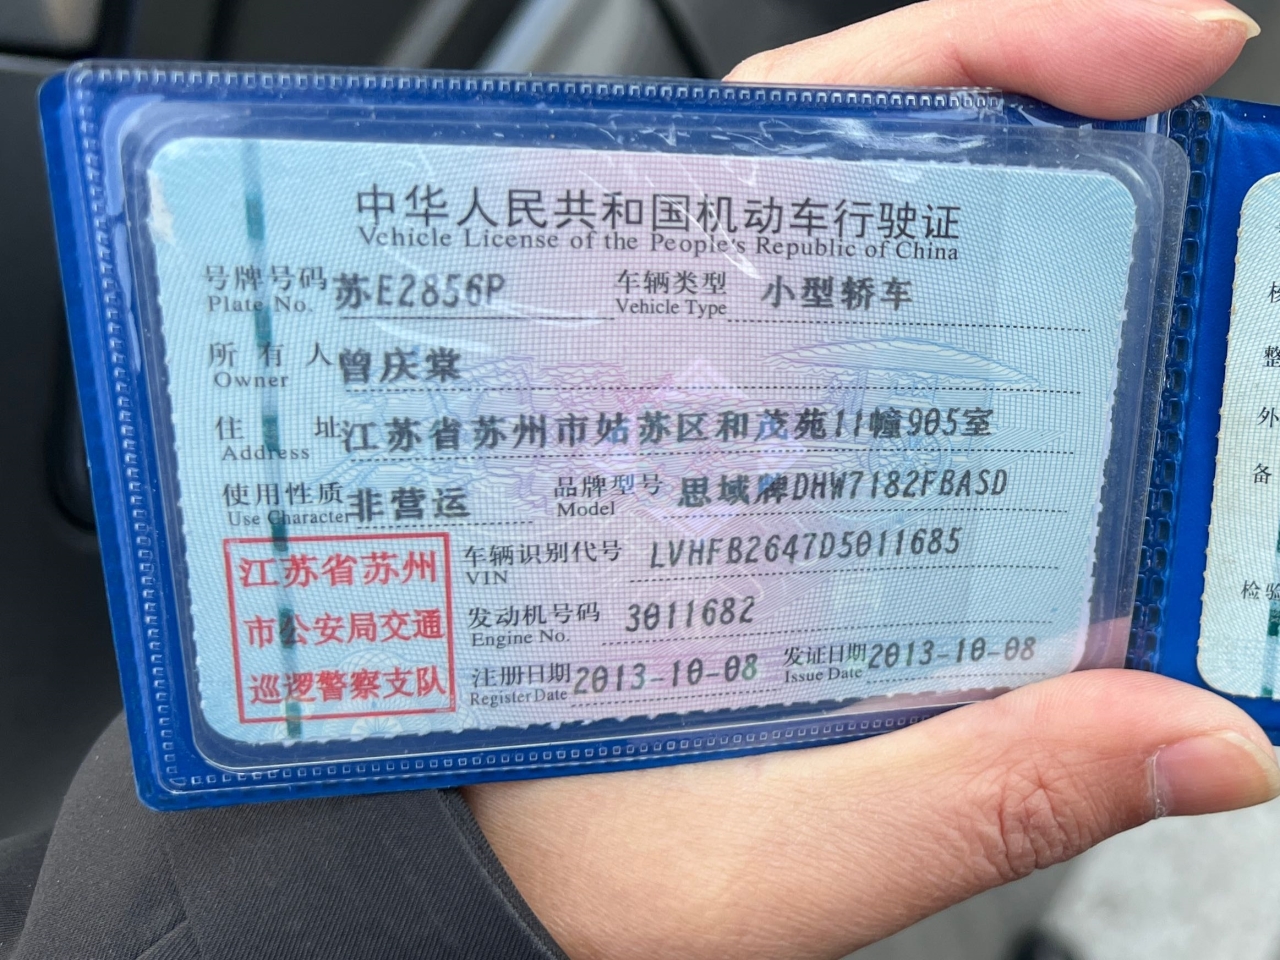 中华人民共和国机动车行驶证
Vehicle License of the People's Republic of China
号牌号码 苏E2856P 车辆类型 小型轿车
Plate No. Vehicle Type
所有人 曾庆棠
Owner
住址 江苏省苏州市姑苏区和茂苑11幢905室
Address
使用性质 非营运 品牌型号 思域牌DHW7182FBASD
Use Character Model
江苏省苏州
市公安局交通
巡逻警察支队
车辆识别代号 LVHFB2647D5011685
VIN
发动机号码 3011682
Engine No.
注册日期 2013-10-08 发证日期 2013-10-08
Register Date Issue Date
整
外
备
检验